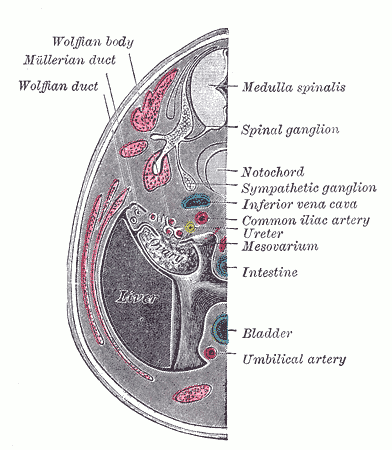 Wolffian body
Müllerian duct
Wolffian duct
Medulla spinalis
Spinal ganglion
Notochord
Sympathetic ganglion
Inferior vena cava
Common iliac artery
Ureter
Mesovarium
Intestine
Bladder
Umbilical artery
Ovary
Liver